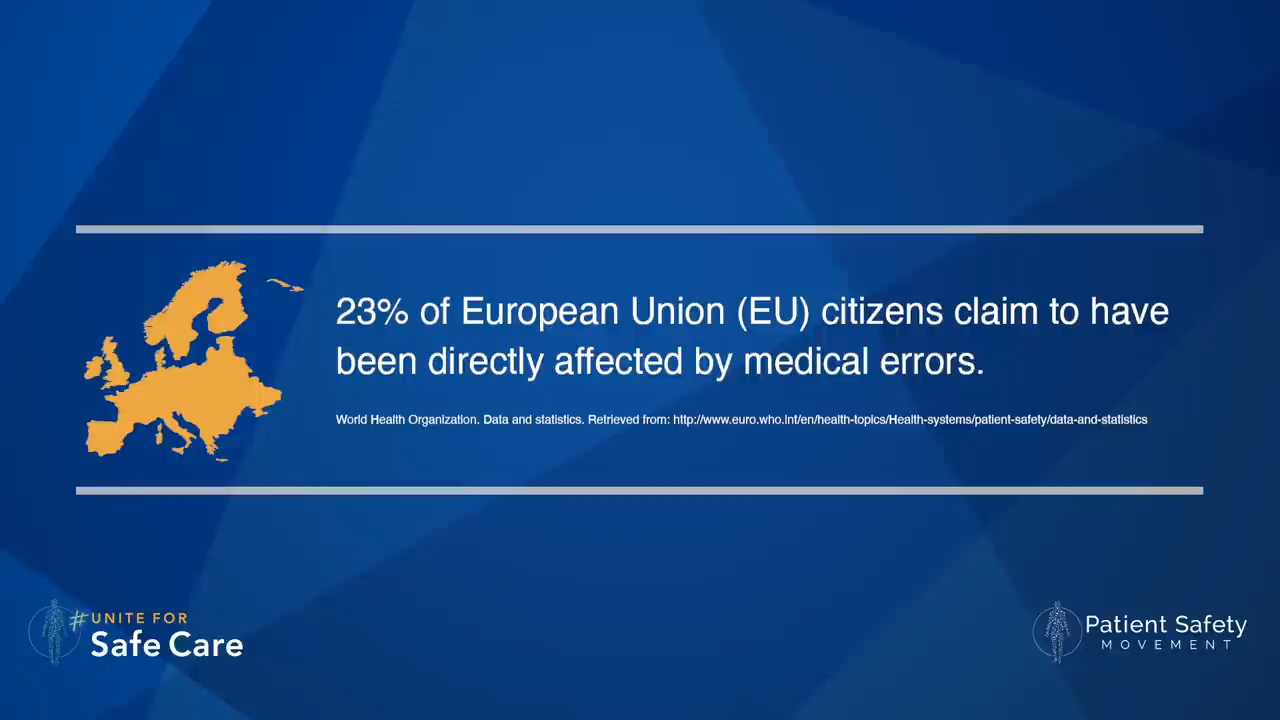 23% of European Union (EU) citizens claim to have
been directly affected by medical errors.
World Health Organization. Data and statistics. Retrieved from: http://www.euro.who.int/en/health-topics/Health-systems/patient-safety/data-and-statistics
#UNITE FOR
Safe Care
Patient Safety
MOVEMENT